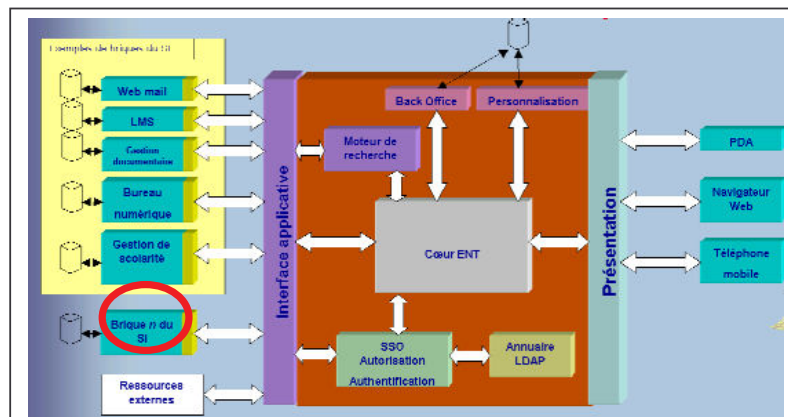 Exemples de briques du SI
Web mail
LMS
Gestion
documentaire
Bureau
numérique
Gestion de
scolarité
Brique n du
SI
Ressources
externes
Interface applicative
Back Office
Personnalisation
Moteur de
recherche
Cœur ENT
SSO
Autorisation
Authentification
Annuaire
LDAP
Présentation
PDA
Navigateur
Web
Téléphone
mobile